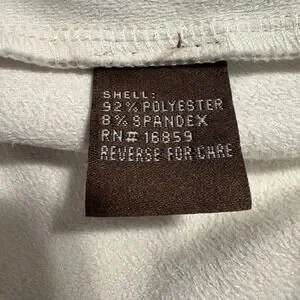 SHELL:
92% POLYESTER
8% SPANDEX
RN# 16859
REVERSE FOR CARE